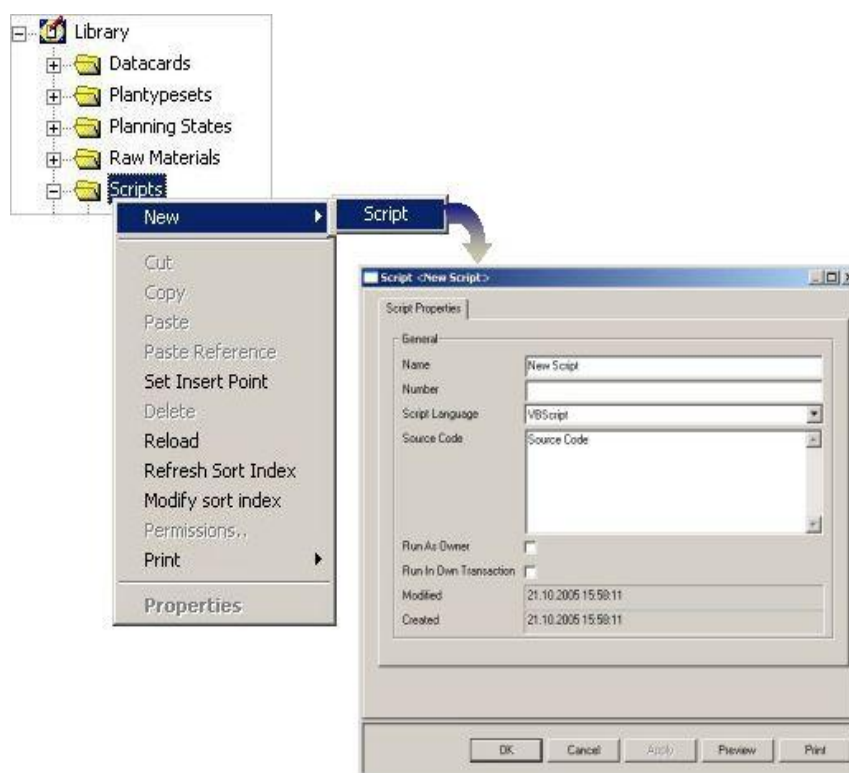 Library
Datacards
Plantypesets
Planning States
Raw Materials
Scripts
New
Script
Cut
Copy
Paste
Paste Reference
Set Insert Point
Delete
Reload
Refresh Sort Index
Modify sort index
Permissions..
Print
Properties
Script <New Script>
Script Properties
General
Name New Script
Number
Script Language VBScript
Source Code Source Code
Run As Owner
Run In Own Transaction
Modified 21.10.2005 15:58:11
Created 21.10.2005 15:58:11
OK Cancel Apply Preview Print